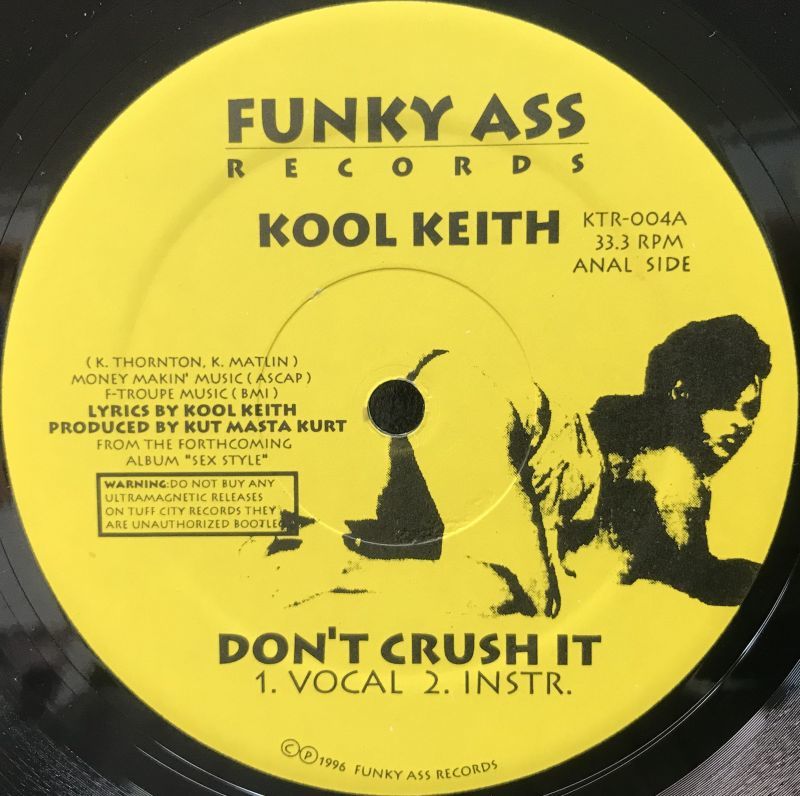 FUNKY ASS
RECORDS
KOOL KEITH
KTR-004A
33.3 RPM
ANAL SIDE
( K. THORNTON, K. MATLIN )
MONEY MAKIN' MUSIC ( ASCAP )
F-TROUPE MUSIC ( BMI )
LYRICS BY KOOL KEITH
PRODUCED BY KUT MASTA KURT
FROM THE FORTHCOMING
ALBUM "SEX STYLE"
WARNING:DO NOT BUY ANY
ULTRAMAGNETIC RELEASES
ON TUFF CITY RECORDS THEY
ARE UNAUTHORIZED BOOTLEG
DON'T CRUSH IT
1. VOCAL 2. INSTR.
©℗1996 FUNKY ASS RECORDS